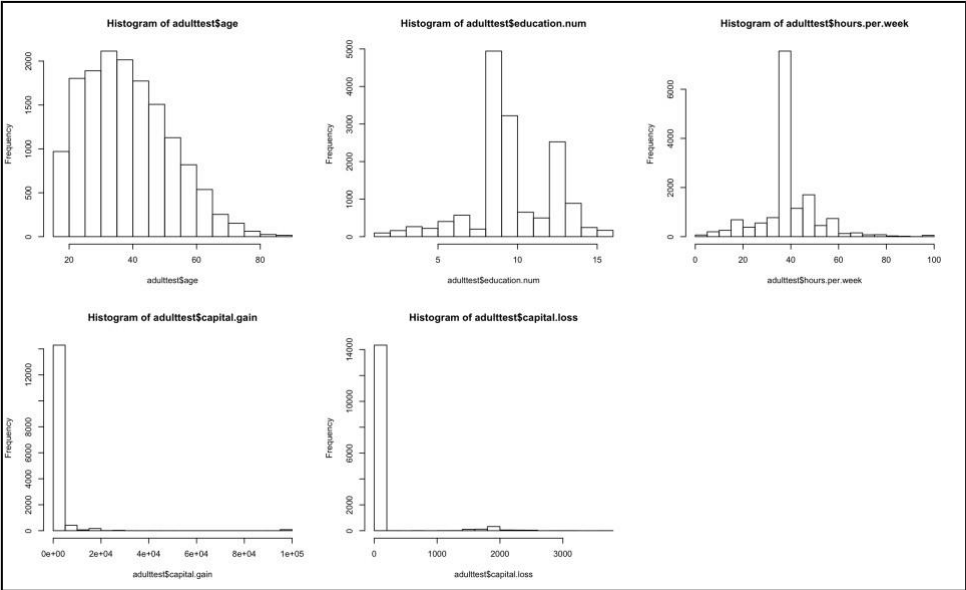 Histogram of adulttest$age
Frequency
0 500 1000 1500 2000
20 40 60 80
adulttest$age
Histogram of adulttest$education.num
Frequency
0 1000 2000 3000 4000 5000
5 10 15
adulttest$education.num
Histogram of adulttest$hours.per.week
Frequency
0 2000 4000 6000
0 20 40 60 80 100
adulttest$hours.per.week
Histogram of adulttest$capital.gain
Frequency
0 2000 4000 6000 8000 12000
0e+00 2e+04 4e+04 6e+04 8e+04 1e+05
adulttest$capital.gain
Histogram of adulttest$capital.loss
Frequency
0 2000 6000 10000 14000
0 1000 2000 3000
adulttest$capital.loss